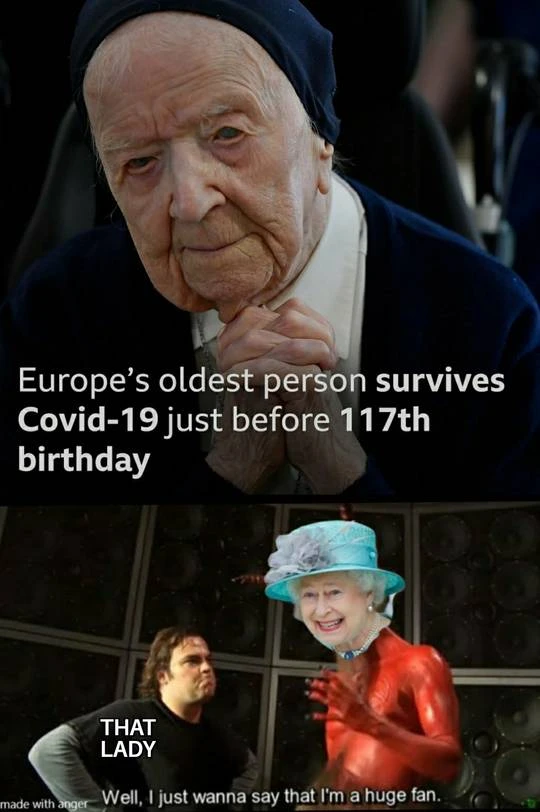 Europe's oldest person survives
Covid-19 just before 117th
birthday
THAT
LADY
made with anger
Well, I just wanna say that I'm a huge fan.